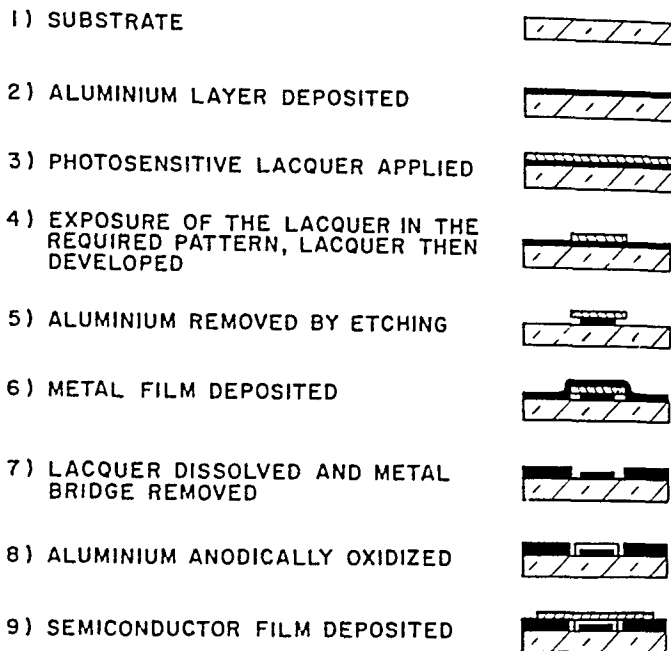 1) SUBSTRATE
2) ALUMINIUM LAYER DEPOSITED
3) PHOTOSENSITIVE LACQUER APPLIED
4) EXPOSURE OF THE LACQUER IN THE
REQUIRED PATTERN, LACQUER THEN
DEVELOPED
5) ALUMINIUM REMOVED BY ETCHING
6) METAL FILM DEPOSITED
7) LACQUER DISSOLVED AND METAL
BRIDGE REMOVED
8) ALUMINIUM ANODICALLY OXIDIZED
9) SEMICONDUCTOR FILM DEPOSITED